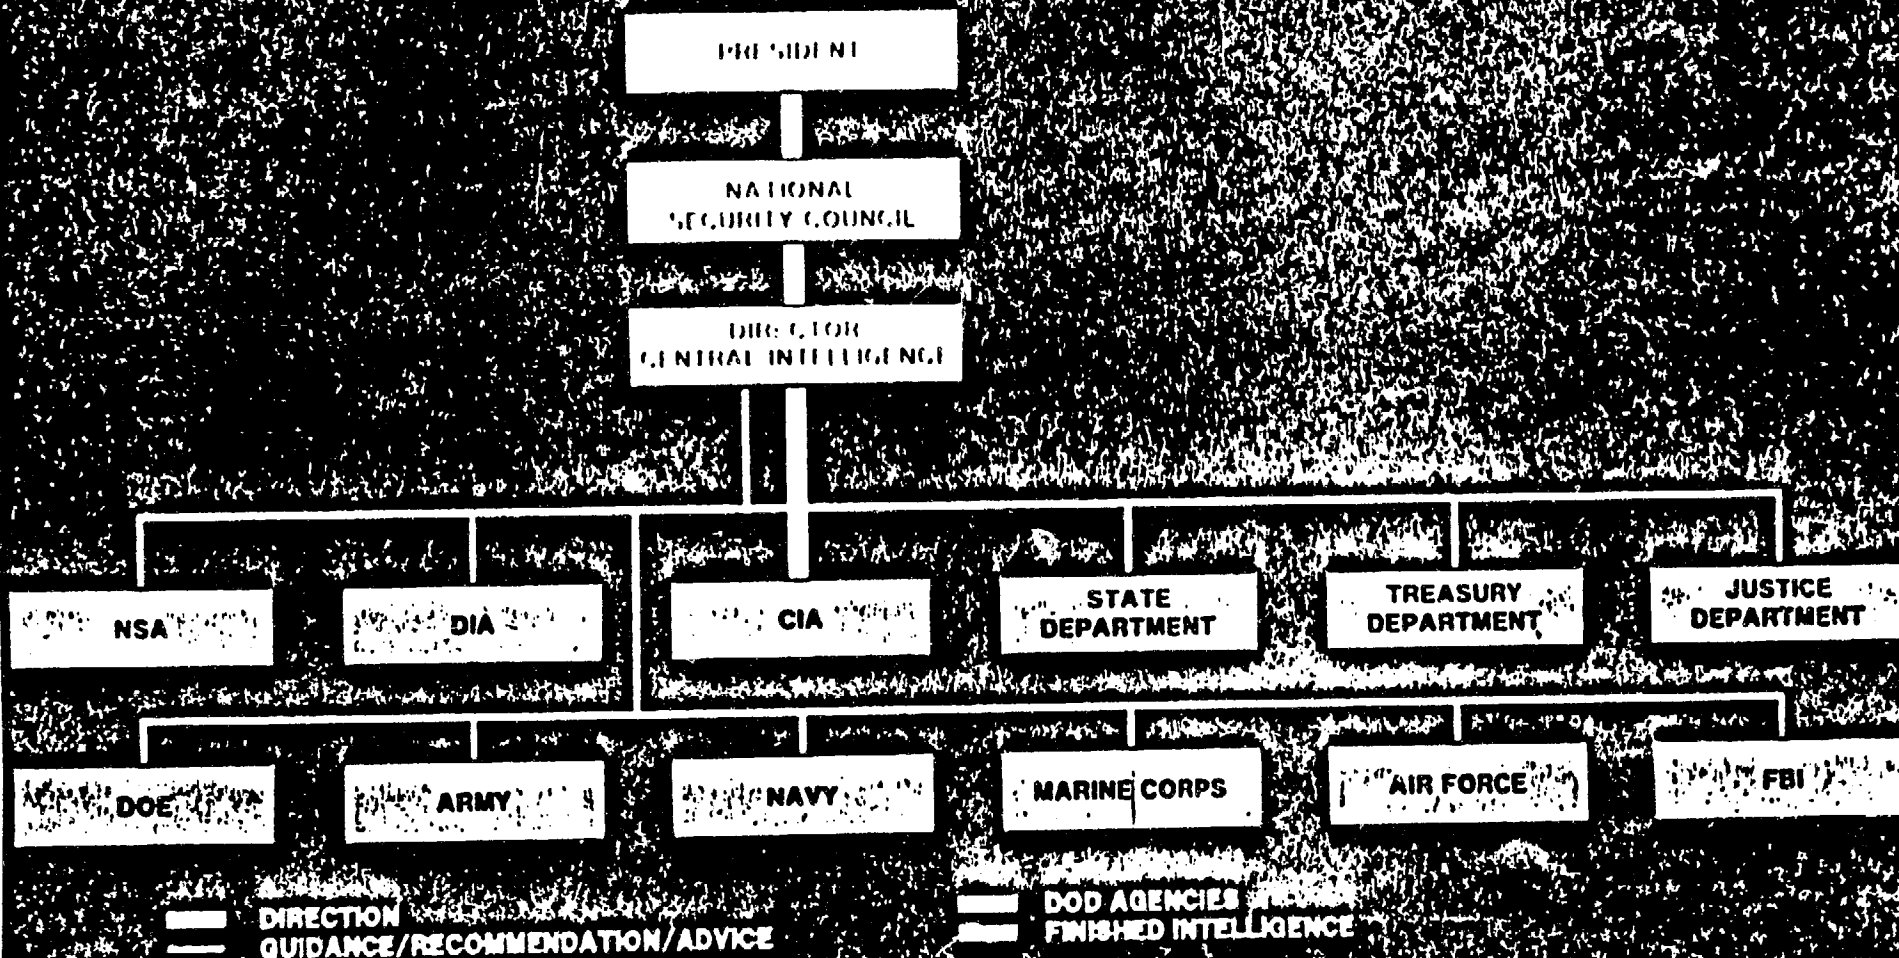 PRESIDENT
NATIONAL
SECURITY COUNCIL
DIRECTOR
CENTRAL INTELLIGENCE
NSA
DIA
CIA
STATE
DEPARTMENT
TREASURY
DEPARTMENT
JUSTICE
DEPARTMENT
DOE
ARMY
NAVY
MARINE CORPS
AIR FORCE
FBI
DIRECTION
GUIDANCE/RECOMMENDATION/ADVICE
DOD AGENCIES
FINISHED INTELLIGENCE